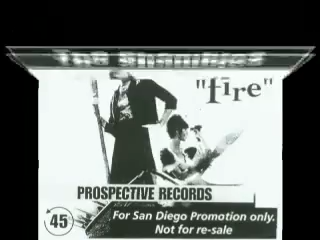 "fire"
PROSPECTIVE RECORDS
45
For San Diego Promotion only.
Not for re-sale